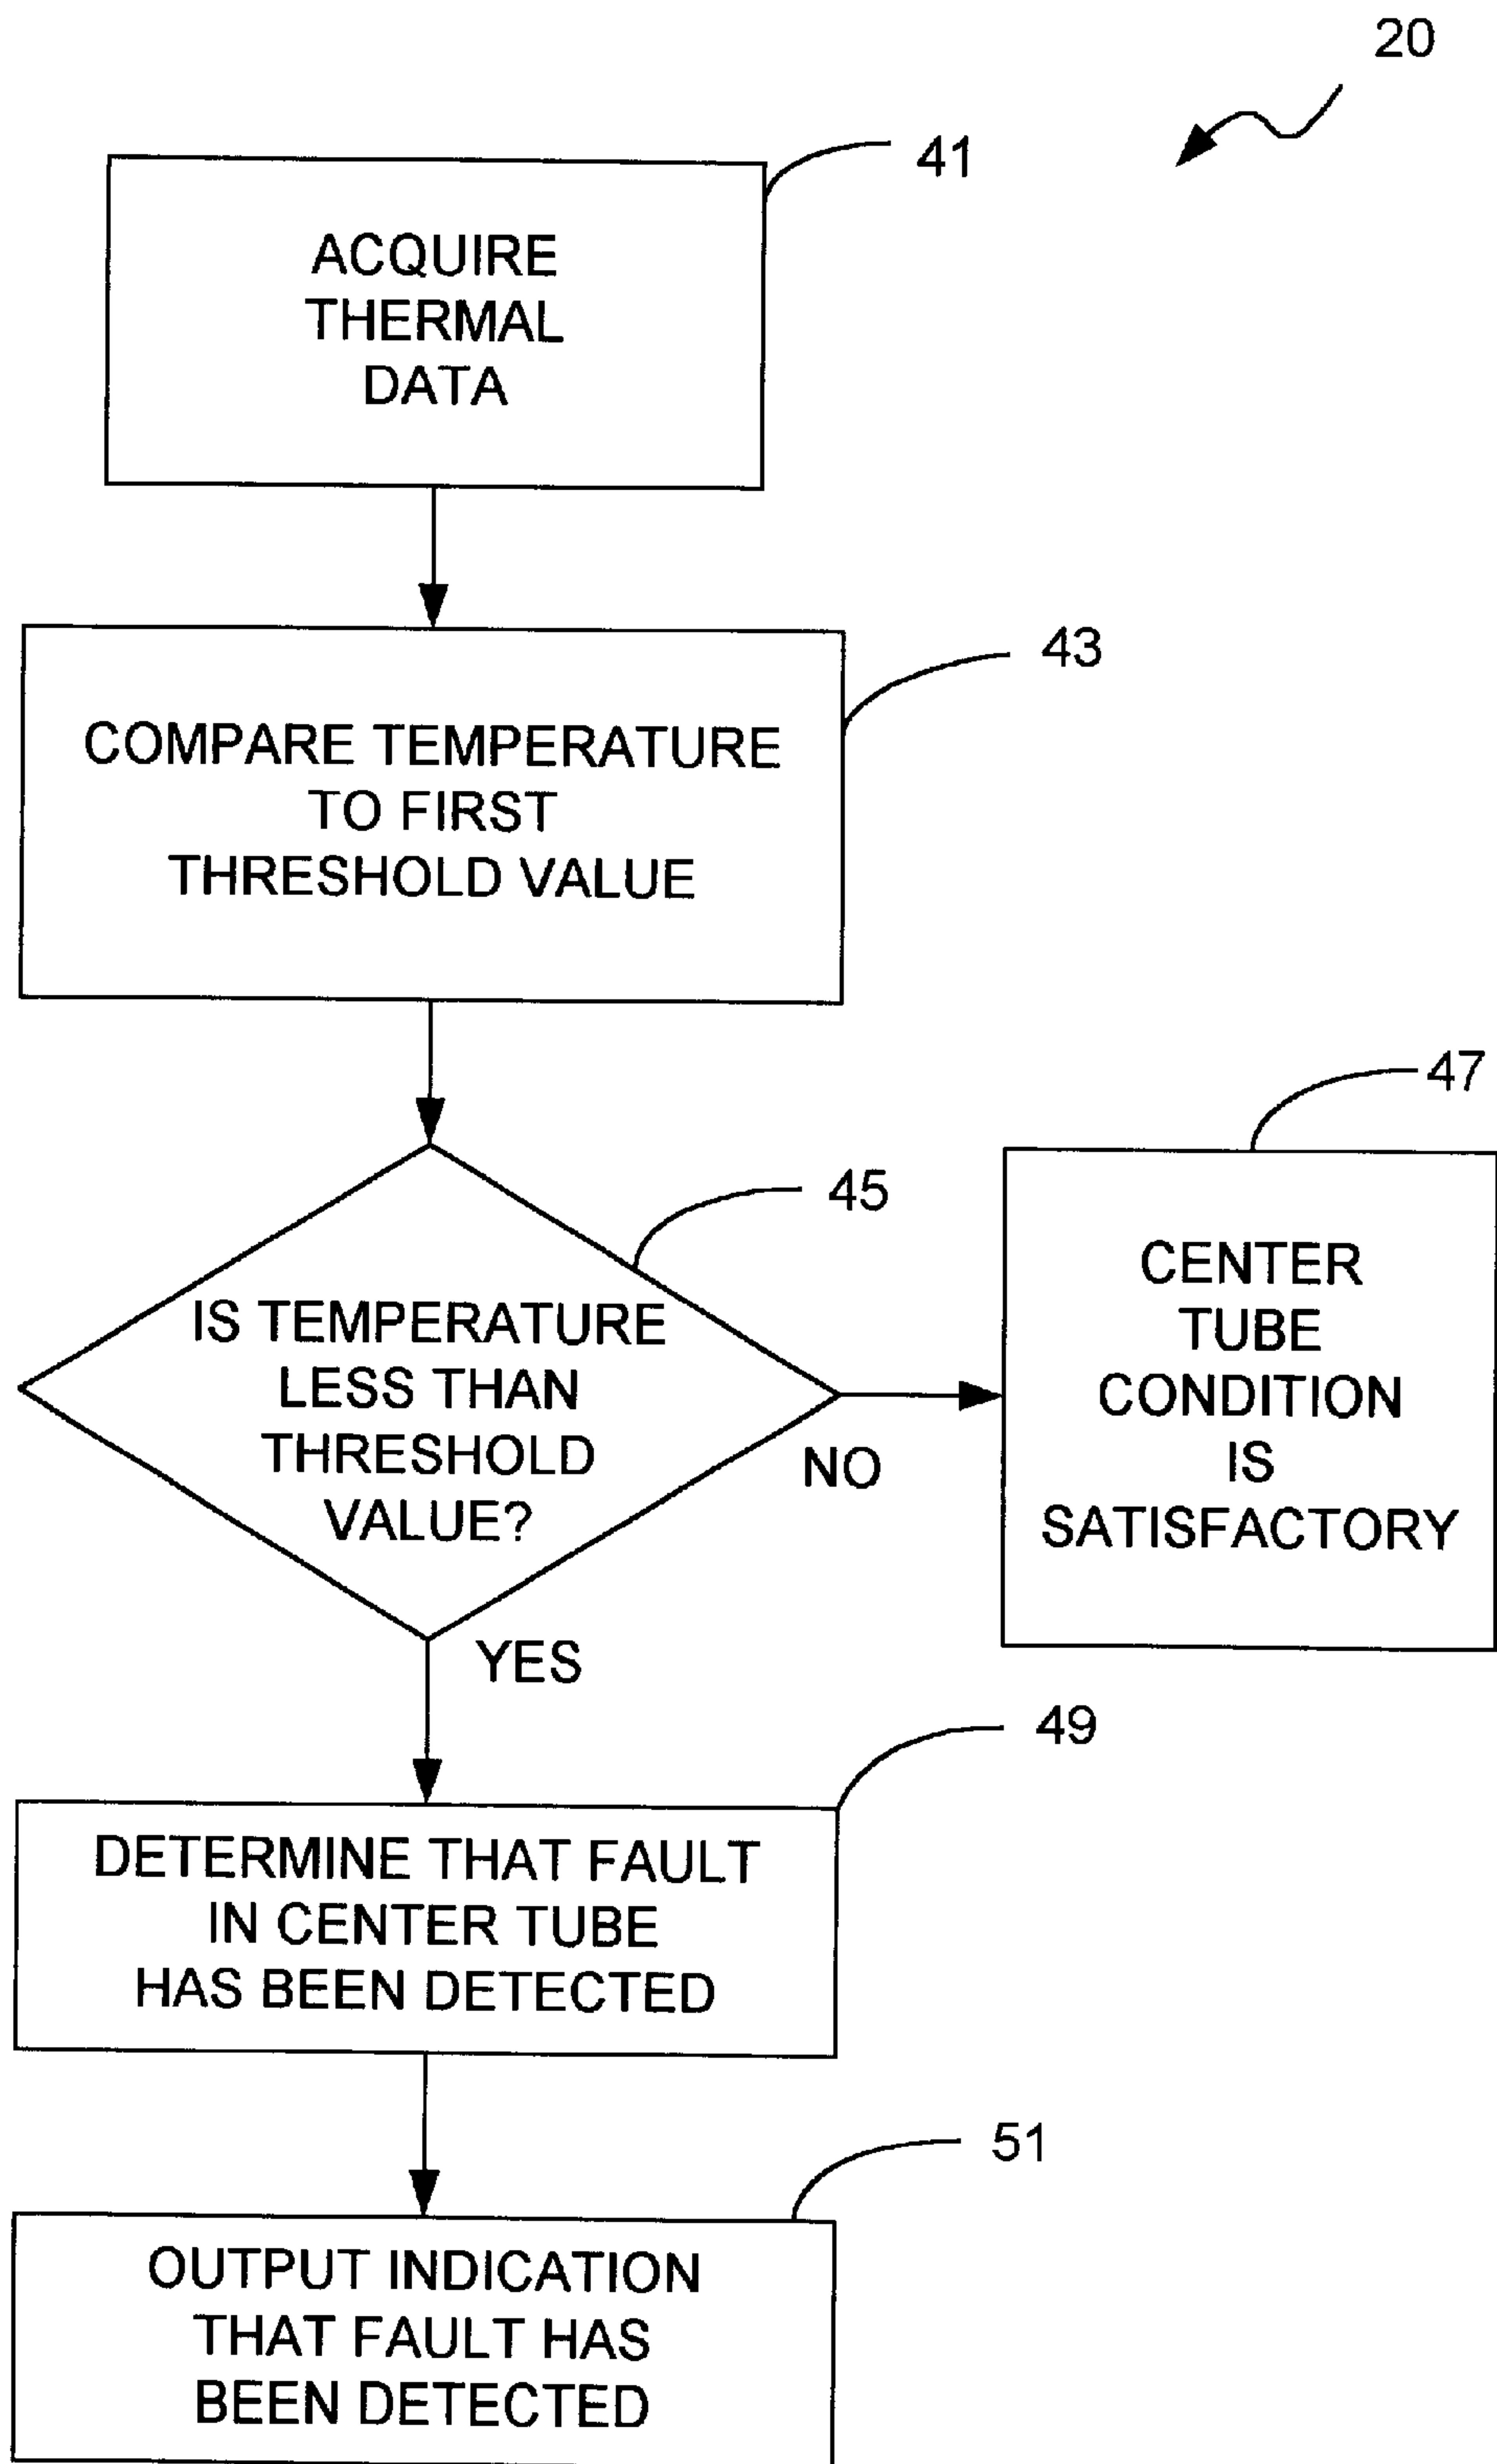 20
41
ACQUIRE
THERMAL
DATA
43
COMPARE TEMPERATURE
TO FIRST
THRESHOLD VALUE
45
IS TEMPERATURE
LESS THAN
THRESHOLD
VALUE?
NO
47
CENTER
TUBE
CONDITION
IS
SATISFACTORY
YES
49
DETERMINE THAT FAULT
IN CENTER TUBE
HAS BEEN DETECTED
51
OUTPUT INDICATION
THAT FAULT HAS
BEEN DETECTED